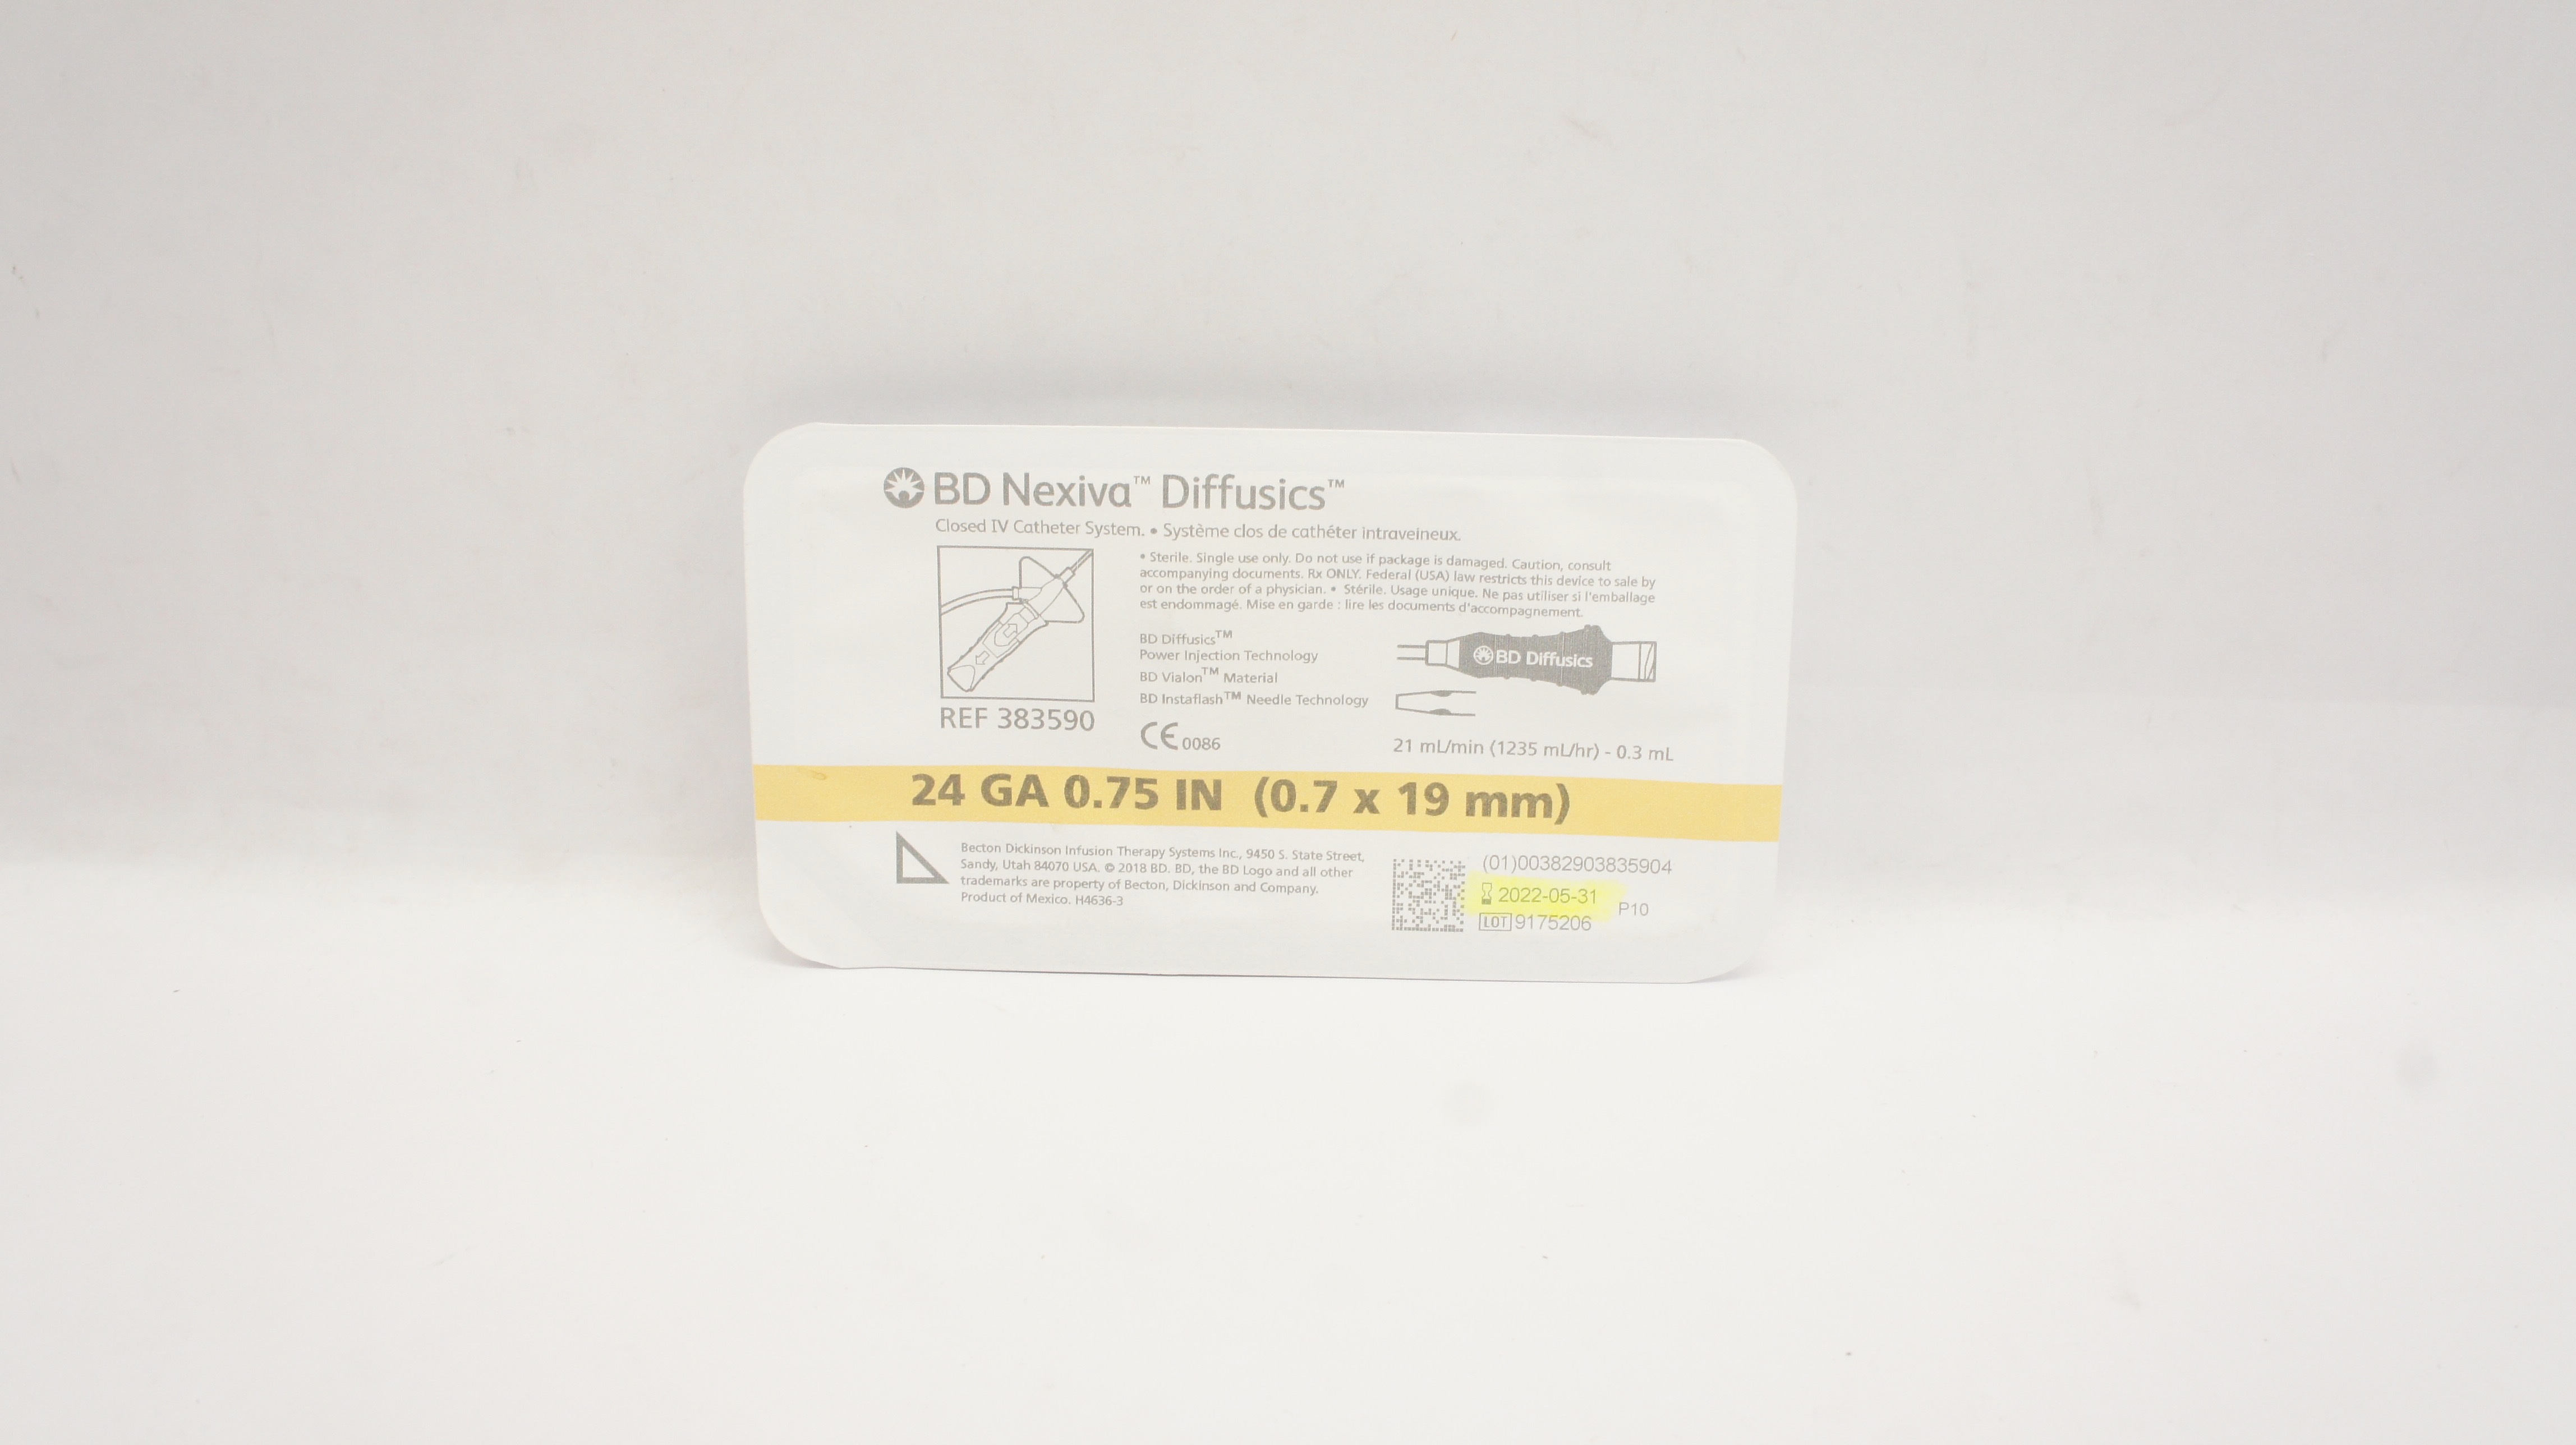 BD Nexiva™ Diffusics™
Closed IV Catheter System. • Système clos de cathéter intraveineux.
• Sterile. Single use only. Do not use if package is damaged. Caution, consult
accompanying documents. Rx ONLY. Federal (USA) law restricts this device to sale by
or on the order of a physician. • Stérile. Usage unique. Ne pas utiliser si l'emballage
est endommagé. Mise en garde : lire les documents d'accompagnement.
BD Diffusics™
Power Injection Technology
BD Vialon™ Material
BD Instaflash™ Needle Technology
BD Diffusics
REF 383590
CE 0086
21 mL/min (1235 mL/hr) - 0.3 mL
24 GA 0.75 IN (0.7 x 19 mm)
Becton Dickinson Infusion Therapy Systems Inc., 9450 S. State Street,
Sandy, Utah 84070 USA. © 2018 BD. BD, the BD Logo and all other
trademarks are property of Becton, Dickinson and Company.
Product of Mexico. H4636-3
(01)00382903835904
2022-05-31
P10
LOT 9175206